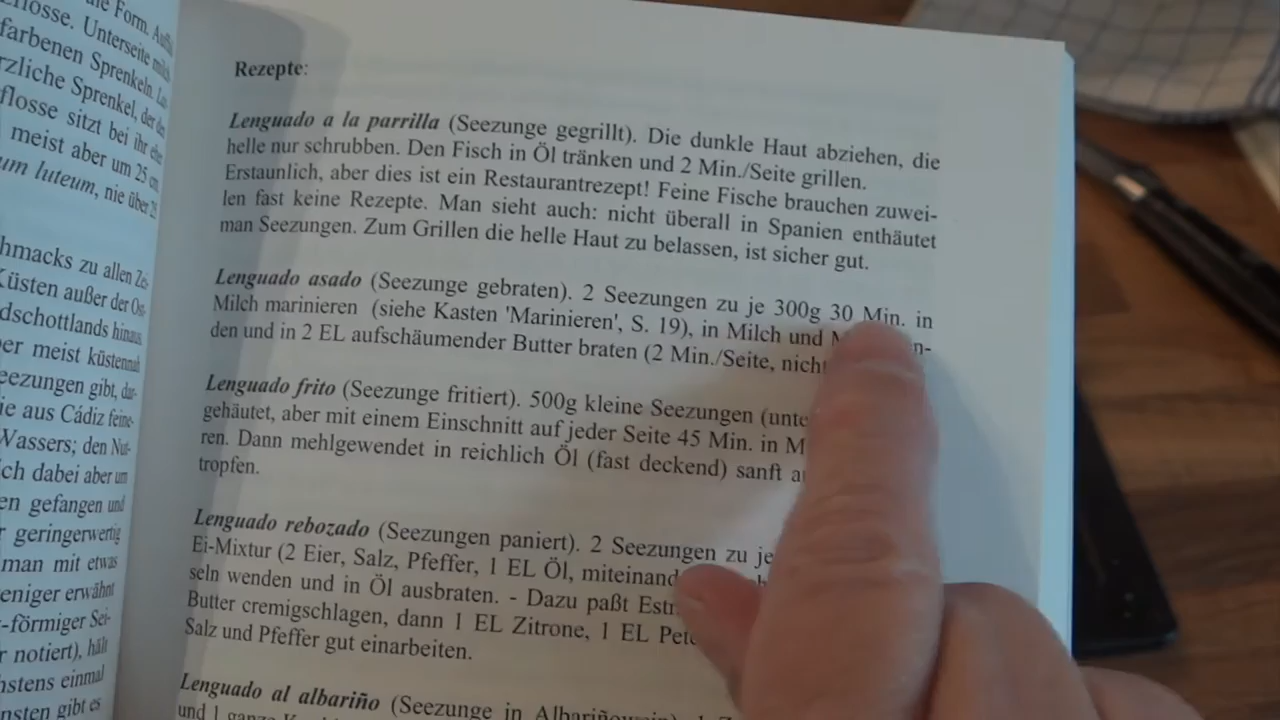 losse. Unterseite
farbenen Sprenkeln.
rzliche Sprenkel, der
flosse sitzt bei ihr
meist aber um 25
um luteum, nie über
hmacks zu allen
Küsten außer der
dschottlands hinaus
er meist küstennah
eezungen gibt,
ie aus Cádiz feine-
Wassers; den
ich dabei aber um
en gefangen und
r geringerwertig
man mit etwas
eniger erwähnt
-förmiger Sei-
r notiert), hält
hstens einmal
nsten gibt es
Rezepte:
Lenguado a la parrilla (Seezunge gegrillt). Die dunkle Haut abziehen, die
helle nur schrubben. Den Fisch in Öl tränken und 2 Min./Seite grillen.
Erstaunlich, aber dies ist ein Restaurantrezept! Feine Fische brauchen zuwei-
len fast keine Rezepte. Man sieht auch: nicht überall in Spanien enthäutet
man Seezungen. Zum Grillen die helle Haut zu belassen, ist sicher gut.
Lenguado asado (Seezunge gebraten). 2 Seezungen zu je 300g 30 Min. in
Milch marinieren (siehe Kasten 'Marinieren', S. 19), in Milch und
den und in 2 EL aufschäumender Butter braten (2 Min./Seite, nicht
Lenguado frito (Seezunge fritiert). 500g kleine Seezungen
gehäutet, aber mit einem Einschnitt auf jeder Seite 45 Min. in
ren. Dann mehlgewendet in reichlich Öl (fast deckend) sanft
tropfen.
Lenguado rebozado (Seezungen paniert). 2 Seezungen zu je
Ei-Mixtur (2 Eier, Salz, Pfeffer, 1 EL Öl,
seln wenden und in Öl ausbraten. - Dazu paßt
Butter cremigschlagen, dann 1 EL Zitrone, 1 EL
Salz und Pfeffer gut einarbeiten.
Lenguado al albariño (Seezunge in
und 1